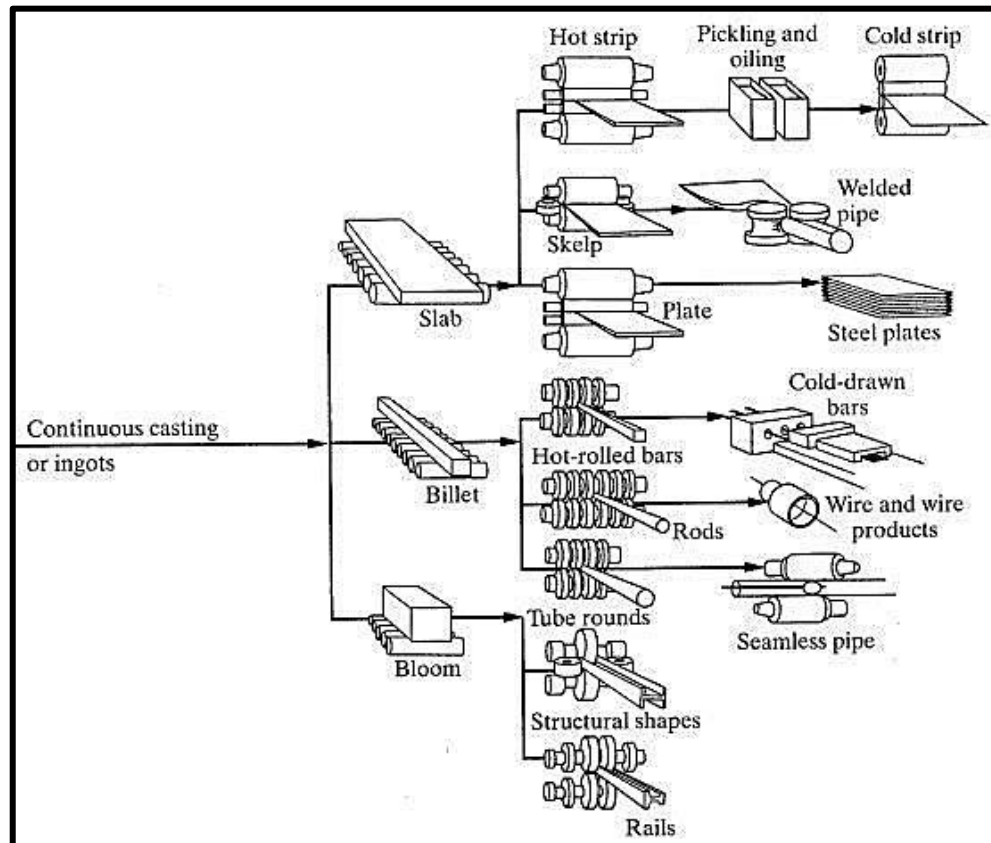 Hot strip
Pickling and
oiling
Cold strip
Skelp
Welded
pipe
Slab
Plate
Steel plates
Continuous casting
or ingots
Billet
Hot-rolled bars
Cold-drawn
bars
Rods
Wire and wire
products
Tube rounds
Seamless pipe
Bloom
Structural shapes
Rails